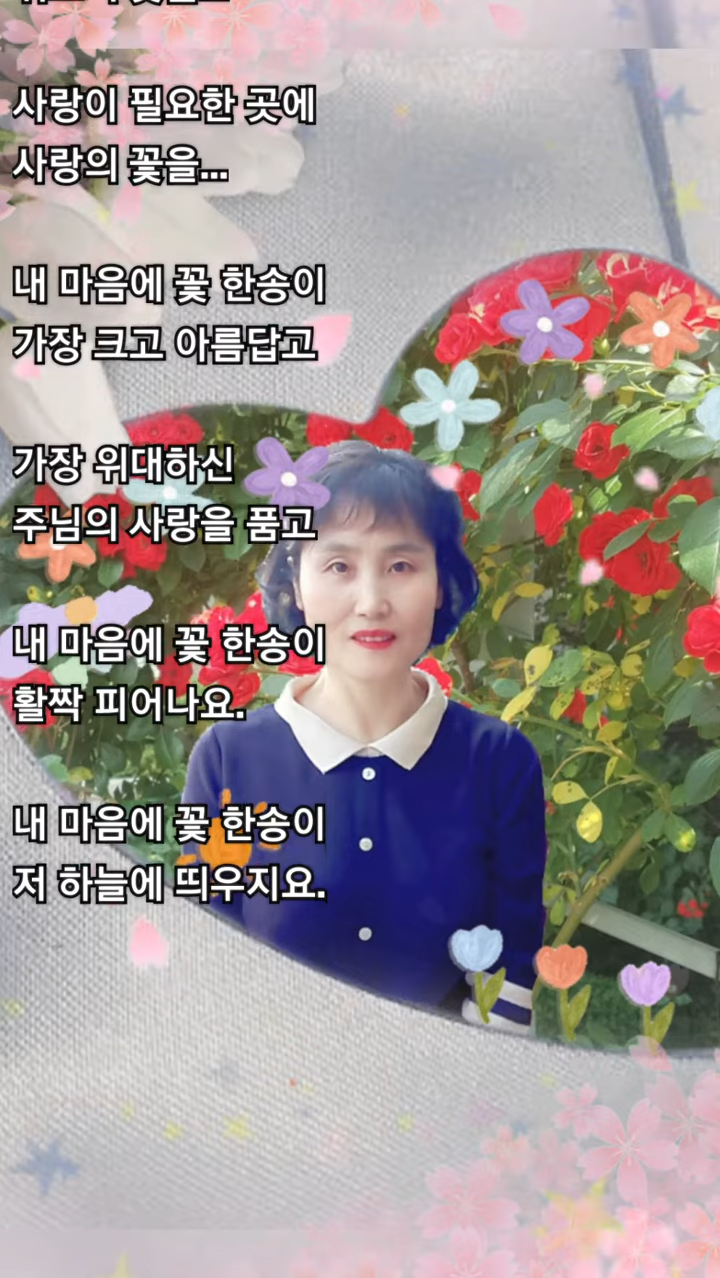 사랑이 필요한 곳에
사랑의 꽃을...
내 마음에 꽃 한송이
가장 크고 아름답고
가장 위대하신
주님의 사랑을 품고
내 마음에 꽃 한송이
활짝 피어나요.
내 마음에 꽃 한송이
저 하늘에 띄우지요.